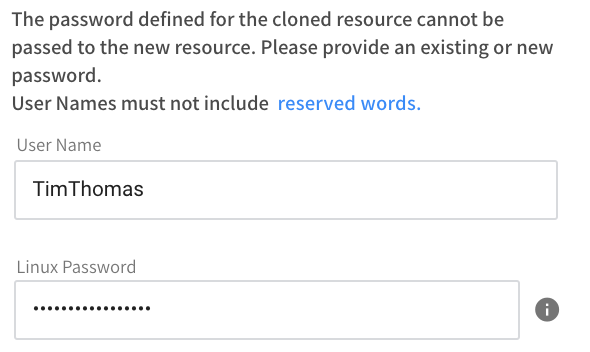 The password defined for the cloned resource cannot be
passed to the new resource. Please provide an existing or new
password.
User Names must not include reserved words.
User Name
TimThomas
Linux Password
•••••••••••••••••